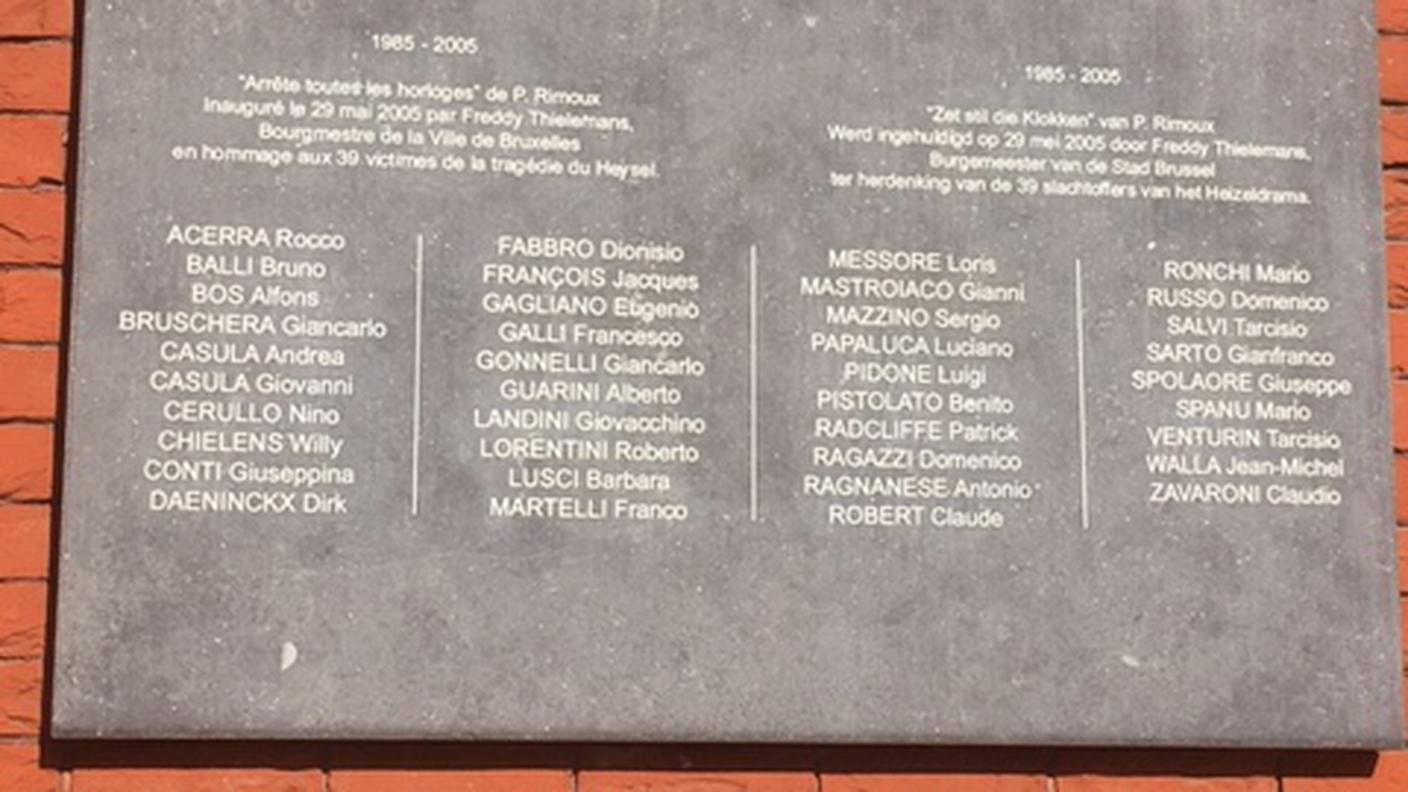 1985 - 2005
"Arrête toutes les horloges" de P. Rimoux
Inauguré le 29 mai 2005 par Freddy Thielemans,
Bourgmestre de la Ville de Bruxelles
en hommage aux 39 victimes de la tragédie du Heysel.
1985 - 2005
"Zet stil die Klokken" van P. Rimoux
Werd ingehuldigd op 29 mei 2005 door Freddy Thielemans,
Burgemeester van de Stad Brussel
ter herdenking van de 39 slachtoffers van het Heizeldrama.
ACERRA Rocco
BALLI Bruno
BOS Alfons
BRUSCHERA Giancarlo
CASULA Andrea
CASULA Giovanni
CERULLO Nino
CHIELENS Willy
CONTI Giuseppina
DAENINCKX Dirk
FABBRO Dionisio
FRANÇOIS Jacques
GAGLIANO Eugenio
GALLI Francesco
GONNELLI Giancarlo
GUARINI Alberto
LANDINI Giovacchino
LORENTINI Roberto
LUSCI Barbara
MARTELLI Franco
MESSORE Loris
MASTROIACO Gianni
MAZZINO Sergio
PAPALUCA Luciano
PIDONE Luigi
PISTOLATO Benito
RADCLIFFE Patrick
RAGAZZI Domenico
RAGNANESE Antonio
ROBERT Claude
RONCHI Mario
RUSSO Domenico
SALVI Tarcisio
SARTO Gianfranco
SPOLAORE Giuseppe
SPANU Mario
VENTURIN Tarcisio
WALLA Jean-Michel
ZAVARONI Claudio